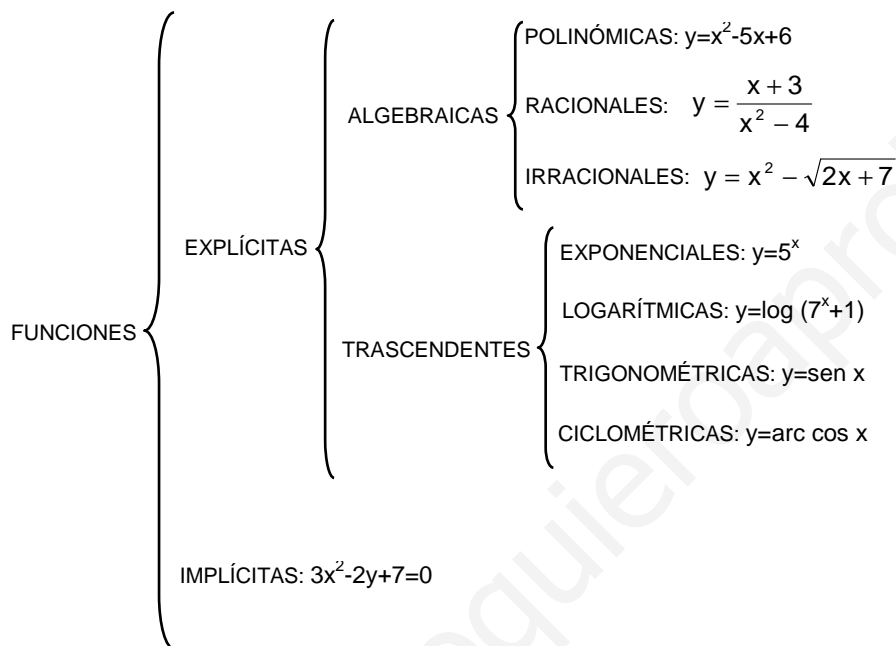 POLINÓMICAS: y=x²-5x+6
ALGEBRAICAS
RACIONALES: y = (x + 3)/(x² − 4)
IRRACIONALES: y = x² − √(2x + 7)
EXPLÍCITAS
EXPONENCIALES: y=5ˣ
LOGARÍTMICAS: y=log (7ˣ+1)
FUNCIONES
TRASCENDENTES
TRIGONOMÉTRICAS: y=sen x
CICLOMÉTRICAS: y=arc cos x
IMPLÍCITAS: 3x²-2y+7=0